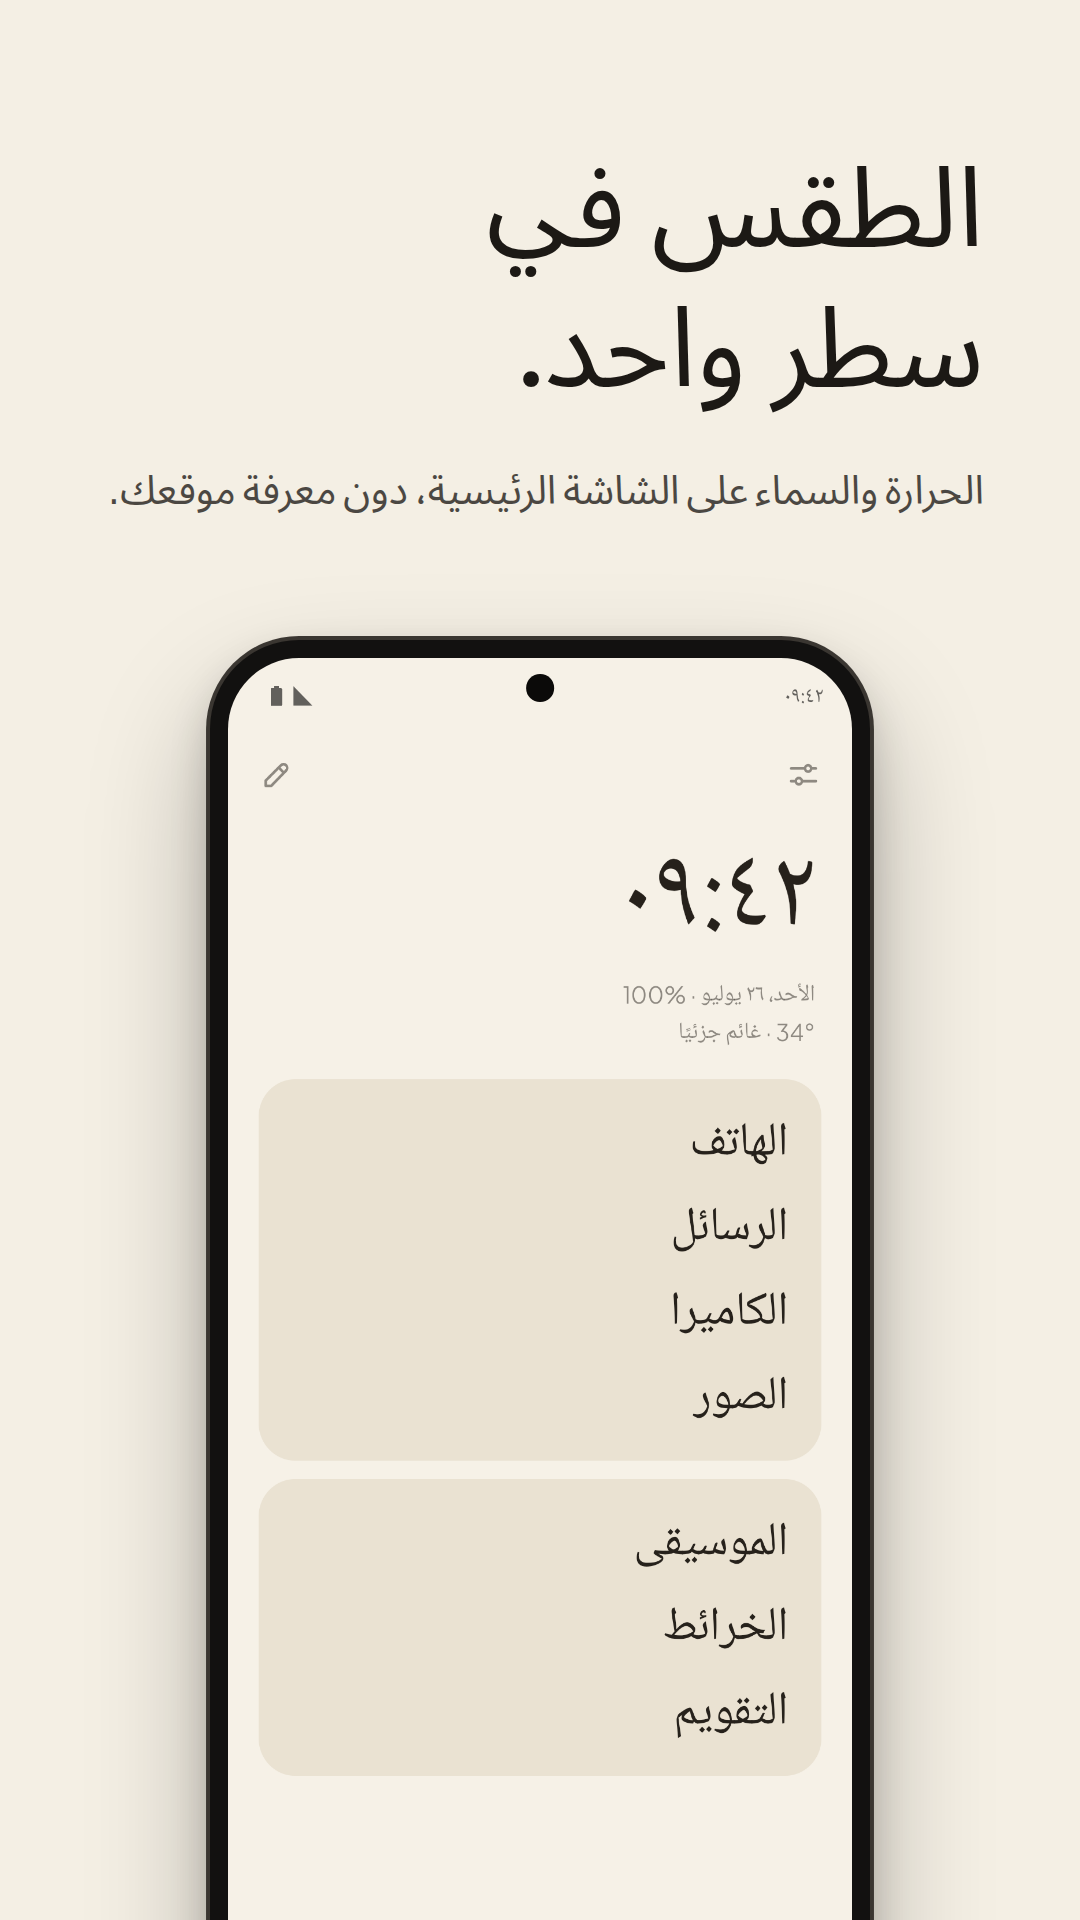 الطقس في
سطر واحد.
الحرارة والسماء على الشاشة الرئيسية، دون معرفة موقعك.
٠٩:٤٢
٠٩:٤٢
الأحد، ٢٦ يوليو · 100%
34° · غائم جزئيًا
الهاتف
الرسائل
الكاميرا
الصور
الموسيقى
الخرائط
التقويم